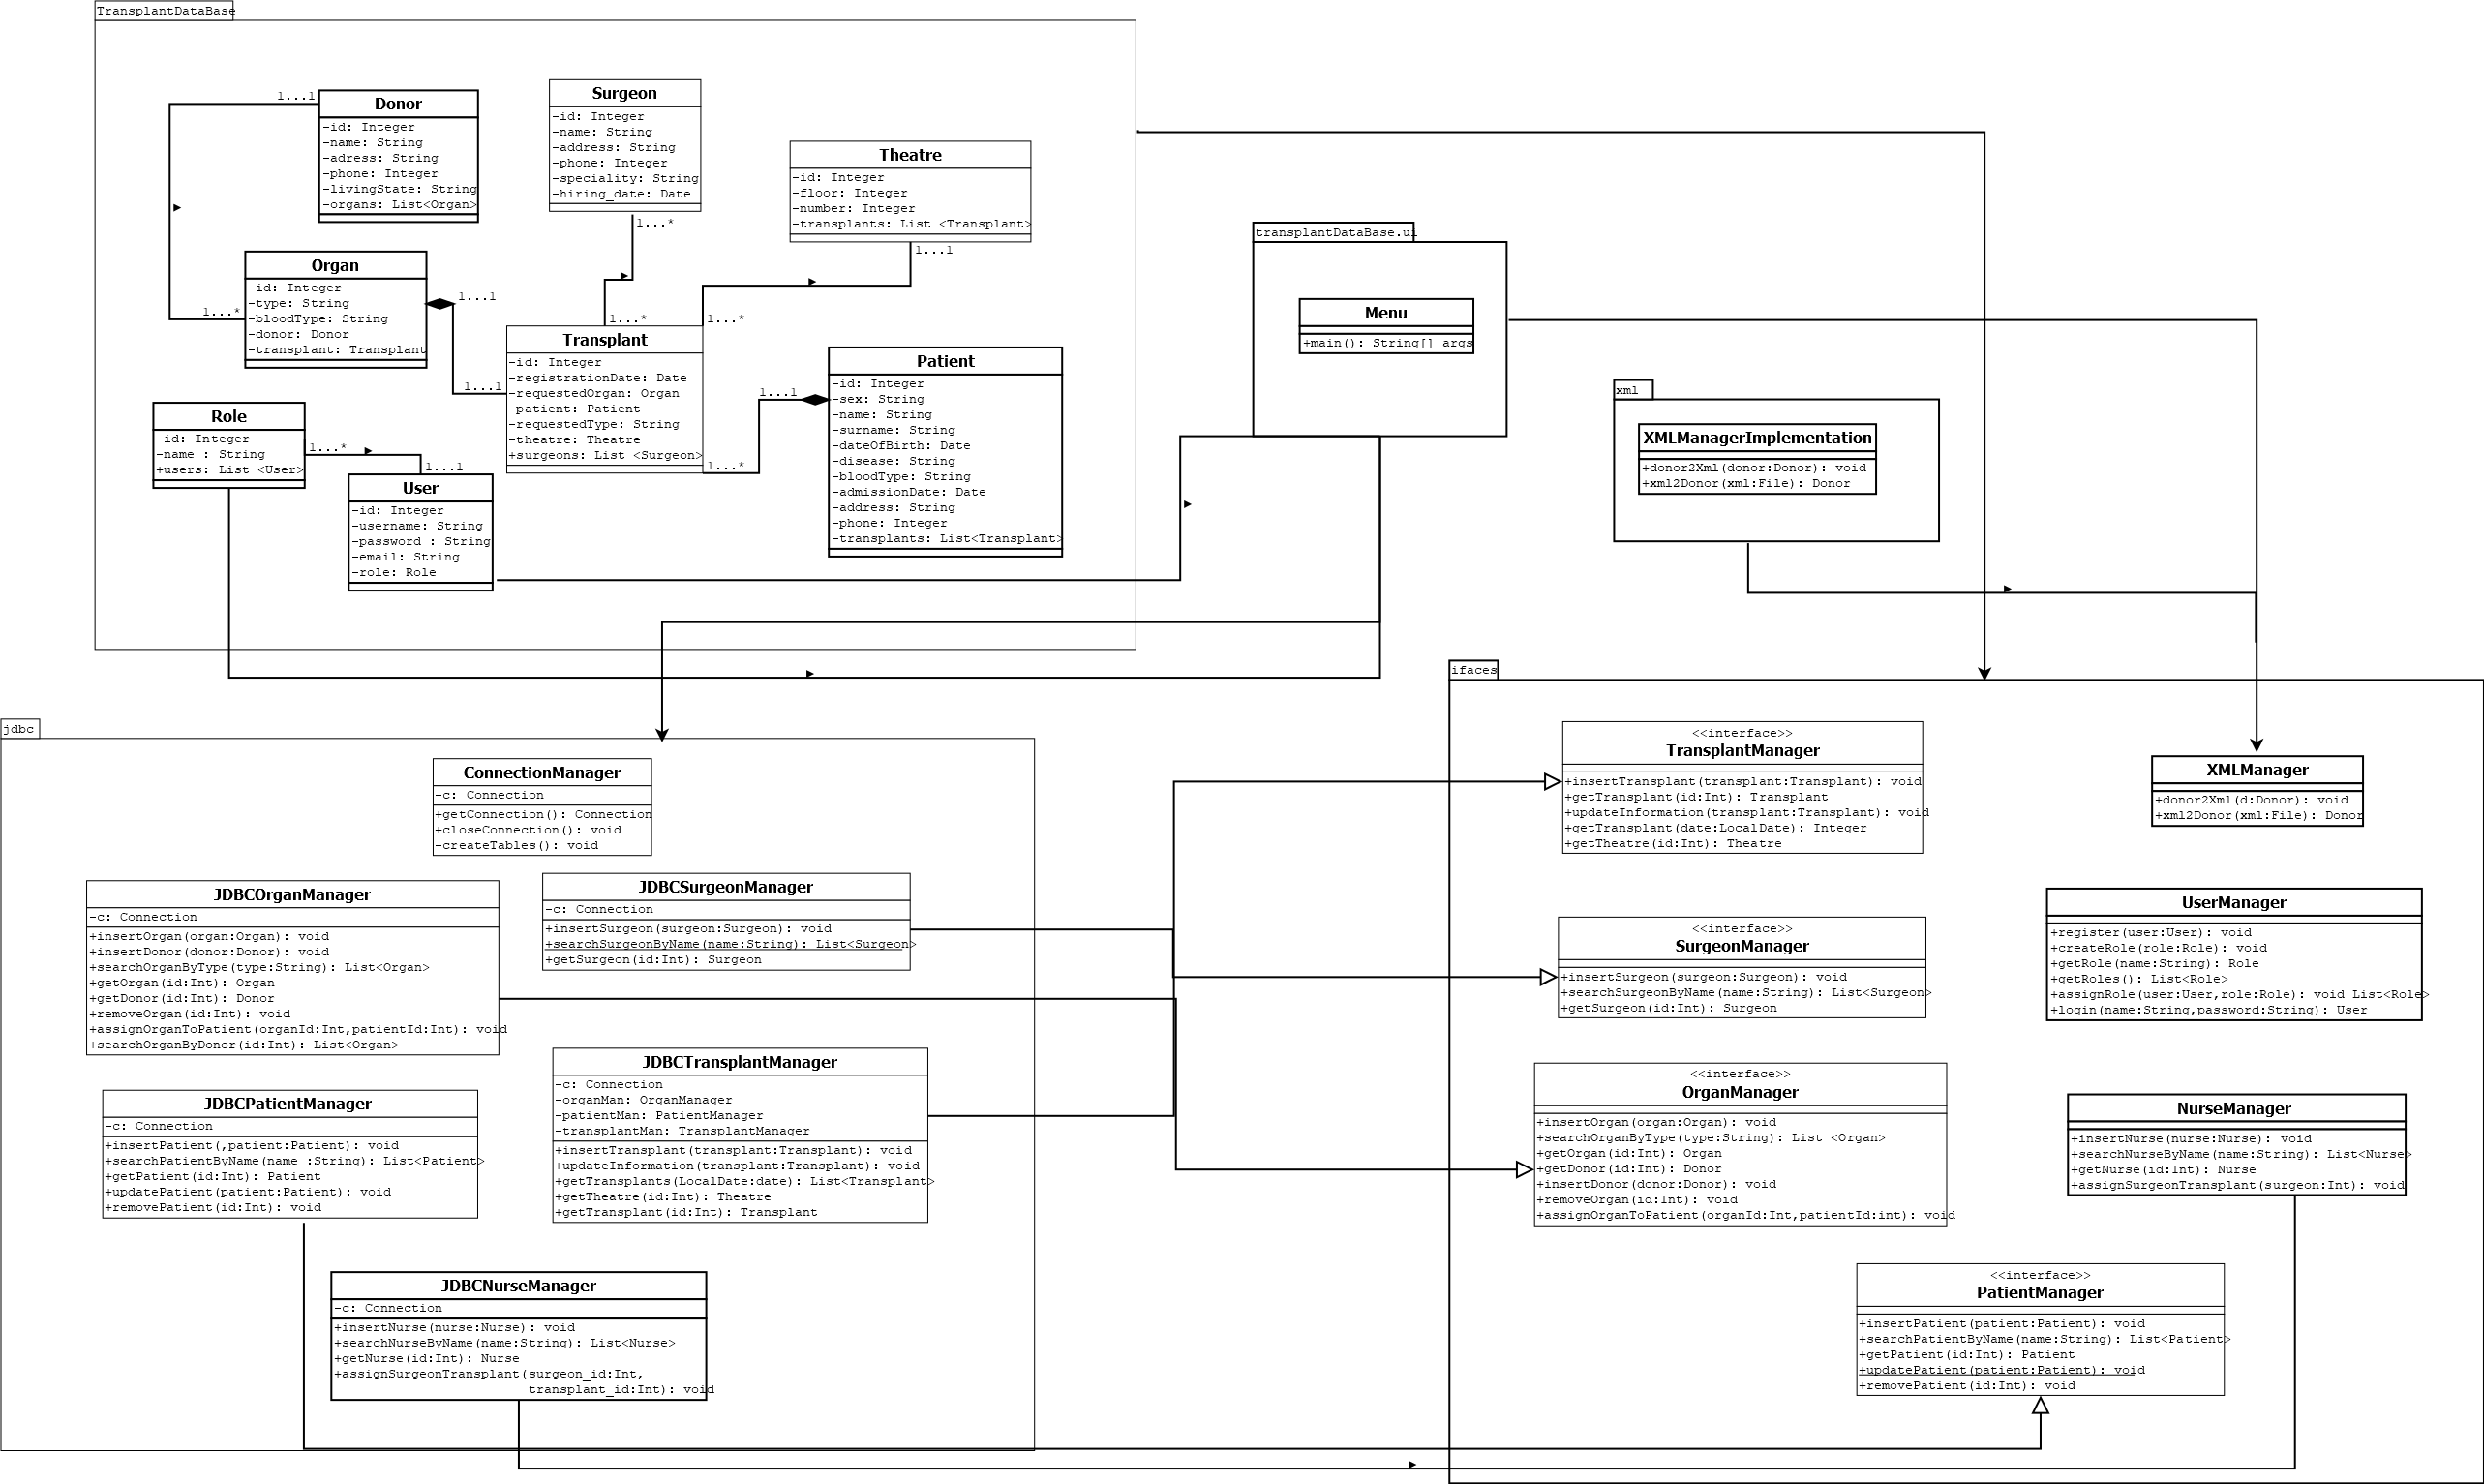 TransplantDataBase
1...1
Donor
-id: Integer
-name: String
-adress: String
-phone: Integer
-livingState: String
-organs: List<Organ>
Surgeon
-id: Integer
-name: String
-address: String
-phone: Integer
-speciality: String
-hiring_date: Date
1...*
Theatre
-id: Integer
-floor: Integer
-number: Integer
-transplants: List <Transplant>
1...1
Organ
-id: Integer
-type: String
-bloodType: String
-donor: Donor
-transplant: Transplant
1...*
1...1
1...1
1...*
1...*
Transplant
-id: Integer
-registrationDate: Date
-requestedOrgan: Organ
-patient: Patient
-requestedType: String
-theatre: Theatre
+surgeons: List <Surgeon>
1...*
1...1
Patient
-id: Integer
-sex: String
-name: String
-surname: String
-dateOfBirth: Date
-disease: String
-bloodType: String
-admissionDate: Date
-address: String
-phone: Integer
-transplants: List<Transplant>
Role
-id: Integer
-name : String
+users: List <User>
1...*
1...1
User
-id: Integer
-username: String
-password : String
-email: String
-role: Role
transplantDataBase.ui
Menu
+main(): String[] args
xml
XMLManagerImplementation
+donor2Xml(donor:Donor): void
+xml2Donor(xml:File): Donor
jdbc
ConnectionManager
-c: Connection
+getConnection(): Connection
+closeConnection(): void
-createTables(): void
JDBCOrganManager
-c: Connection
+insertOrgan(organ:Organ): void
+insertDonor(donor:Donor): void
+searchOrganByType(type:String): List<Organ>
+getOrgan(id:Int): Organ
+getDonor(id:Int): Donor
+removeOrgan(id:Int): void
+assignOrganToPatient(organId:Int,patientId:Int): void
+searchOrganByDonor(id:Int): List<Organ>
JDBCSurgeonManager
-c: Connection
+insertSurgeon(surgeon:Surgeon): void
+searchSurgeonByName(name:String): List<Surgeon>
+getSurgeon(id:Int): Surgeon
JDBCTransplantManager
-c: Connection
-organMan: OrganManager
-patientMan: PatientManager
-transplantMan: TransplantManager
+insertTransplant(transplant:Transplant): void
+updateInformation(transplant:Transplant): void
+getTransplants(LocalDate:date): List<Transplant>
+getTheatre(id:Int): Theatre
+getTransplant(id:Int): Transplant
JDBCPatientManager
-c: Connection
+insertPatient(,patient:Patient): void
+searchPatientByName(name :String): List<Patient>
+getPatient(id:Int): Patient
+updatePatient(patient:Patient): void
+removePatient(id:Int): void
JDBCNurseManager
-c: Connection
+insertNurse(nurse:Nurse): void
+searchNurseByName(name:String): List<Nurse>
+getNurse(id:Int): Nurse
+assignSurgeonTransplant(surgeon_id:Int,
transplant_id:Int): void
ifaces
<<interface>>
TransplantManager
+insertTransplant(transplant:Transplant): void
+getTransplant(id:Int): Transplant
+updateInformation(transplant:Transplant): void
+getTransplant(date:LocalDate): Integer
+getTheatre(id:Int): Theatre
XMLManager
+donor2Xml(d:Donor): void
+xml2Donor(xml:File): Donor
<<interface>>
SurgeonManager
+insertSurgeon(surgeon:Surgeon): void
+searchSurgeonByName(name:String): List<Surgeon>
+getSurgeon(id:Int): Surgeon
UserManager
+register(user:User): void
+createRole(role:Role): void
+getRole(name:String): Role
+getRoles(): List<Role>
+assignRole(user:User,role:Role): void List<Role>
+login(name:String,password:String): User
<<interface>>
OrganManager
+insertOrgan(organ:Organ): void
+searchOrganByType(type:String): List <Organ>
+getOrgan(id:Int): Organ
+getDonor(id:Int): Donor
+insertDonor(donor:Donor): void
+removeOrgan(id:Int): void
+assignOrganToPatient(organId:Int,patientId:int): void
NurseManager
+insertNurse(nurse:Nurse): void
+searchNurseByName(name:String): List<Nurse>
+getNurse(id:Int): Nurse
+assignSurgeonTransplant(surgeon:Int): void
<<interface>>
PatientManager
+insertPatient(patient:Patient): void
+searchPatientByName(name:String): List<Patient>
+getPatient(id:Int): Patient
+updatePatient(patient:Patient): void
+removePatient(id:Int): void